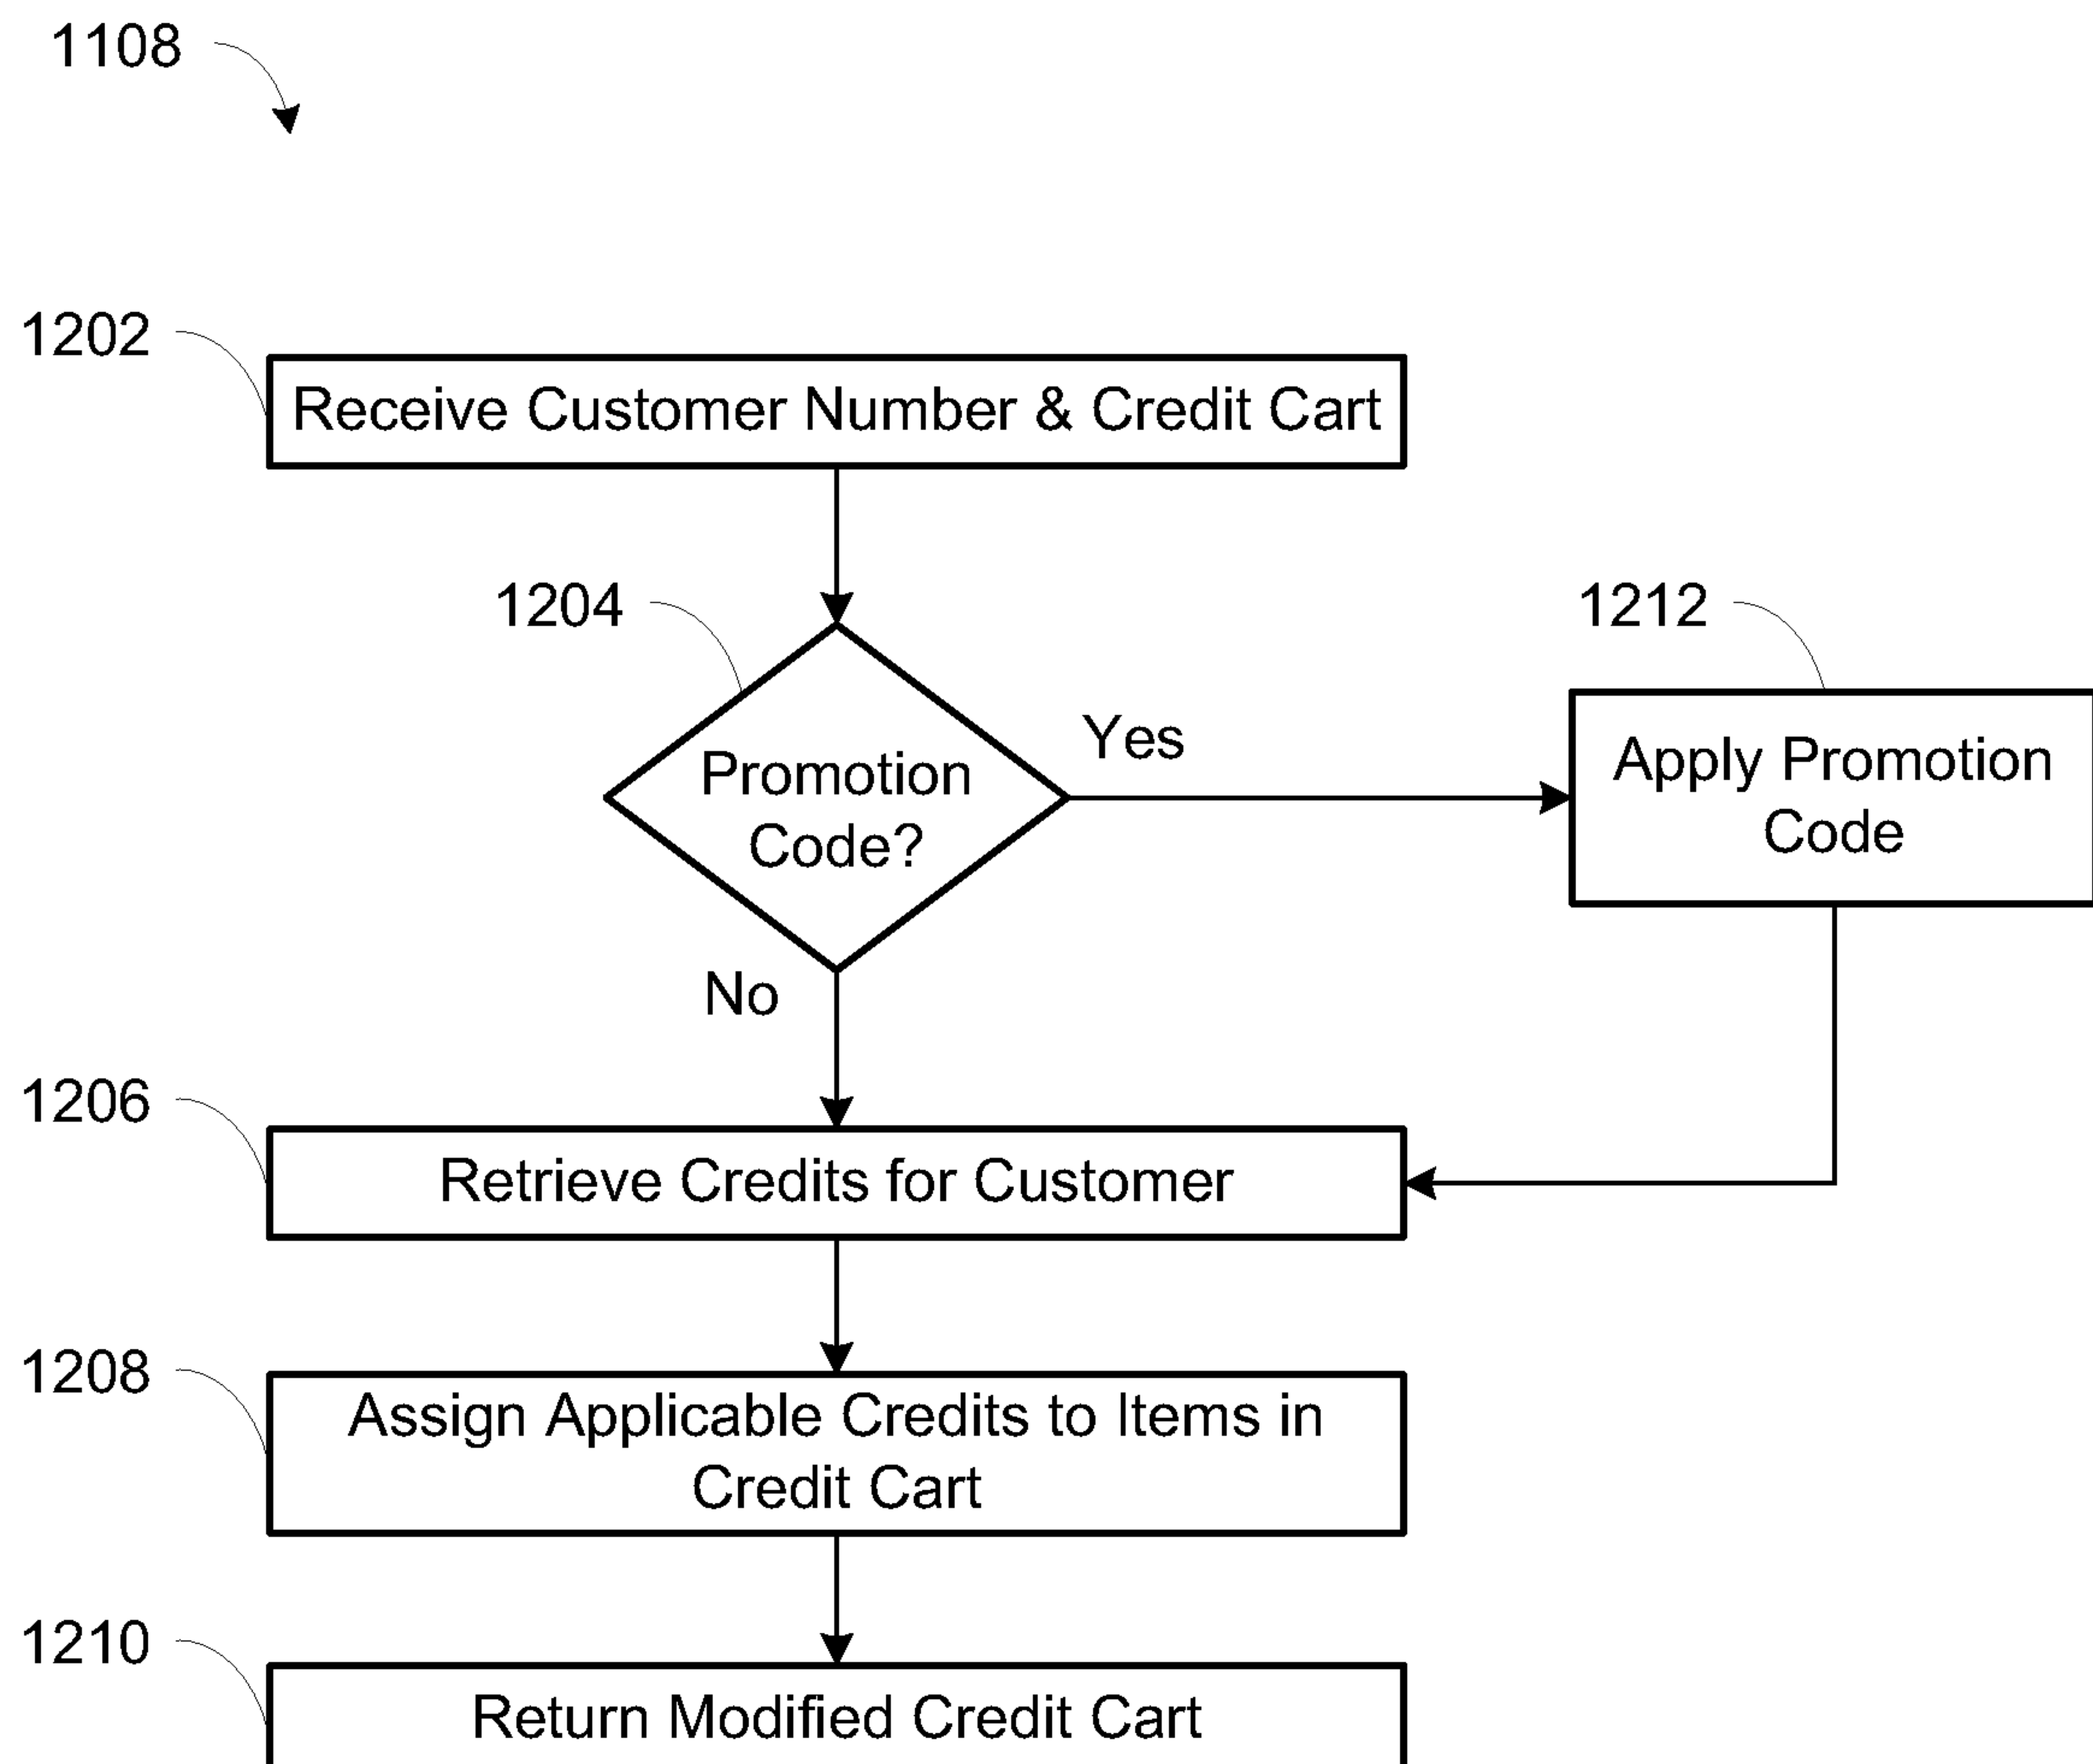 1108
1202
Receive Customer Number & Credit Cart
1204
1212
Promotion
Code?
Yes
Apply Promotion
Code
No
1206
Retrieve Credits for Customer
1208
Assign Applicable Credits to Items in
Credit Cart
1210
Return Modified Credit Cart